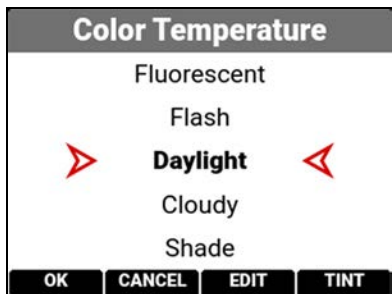 Color Temperature
Fluorescent
Flash
Daylight
Cloudy
Shade
OK CANCEL EDIT TINT